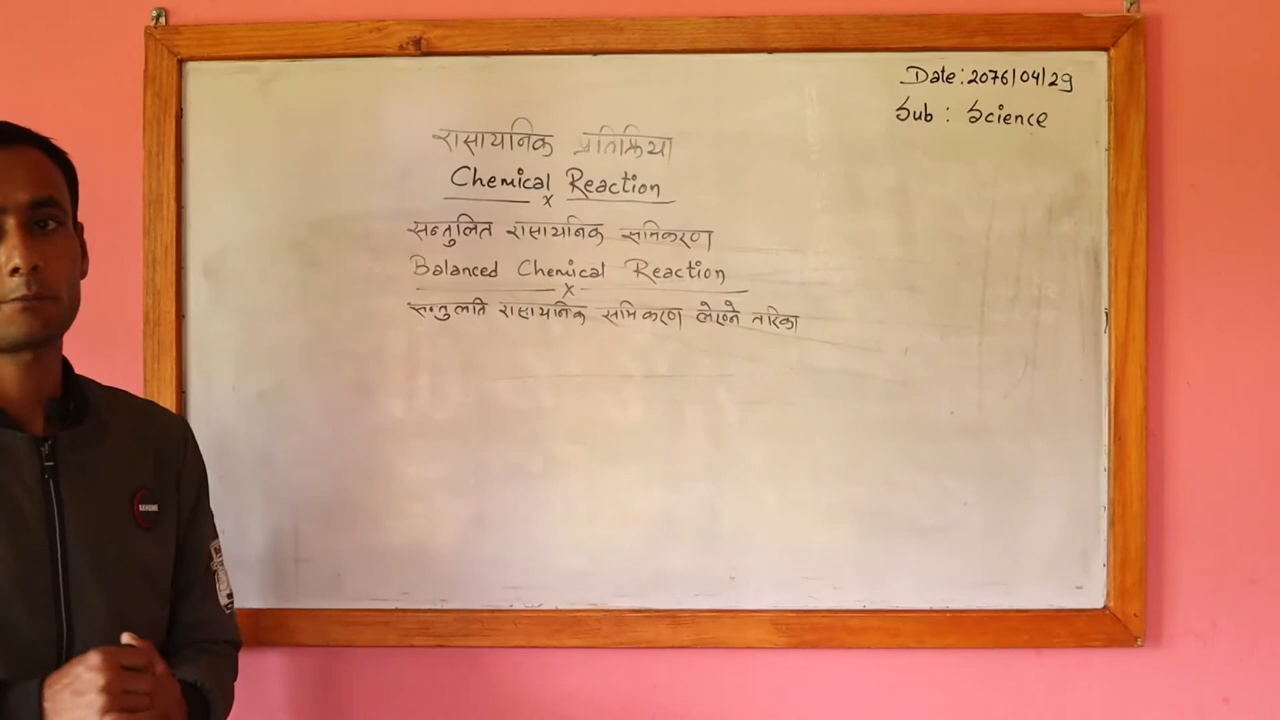 Date: 2076/04/29
Sub : Science
रासायनिक प्रतिक्रिया
Chemical Reaction
x
सन्तुलित रासायनिक समिकरण
Balanced Chemical Reaction
x
सन्तुलति रासायनिक समिकरण लेख्ने तरिका